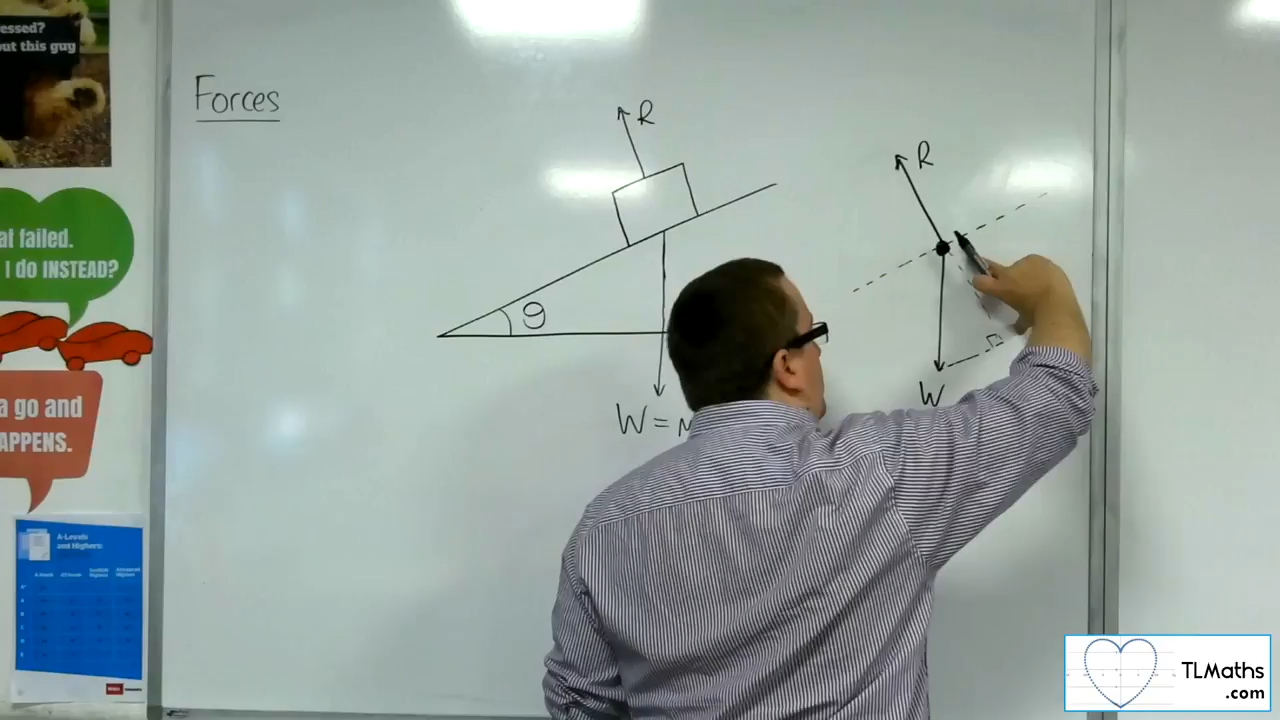 essed?
out this guy
at failed.
I do INSTEAD?
a go and
APPENS.
A-Levels
and Highers:
Forces
R
θ
W =
R
W
TLMaths
.com